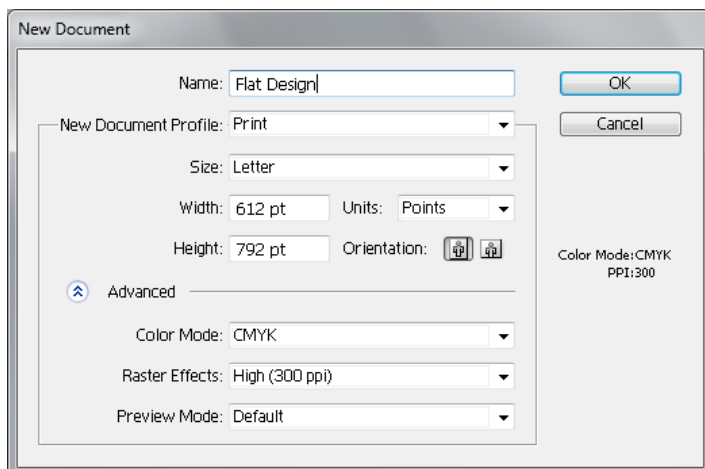 New Document
Name: Flat Design OK
New Document Profile: Print Cancel
Size: Letter
Width: 612 pt Units: Points
Height: 792 pt Orientation:
Color Mode:CMYK
PPI:300
Advanced
Color Mode: CMYK
Raster Effects: High (300 ppi)
Preview Mode: Default